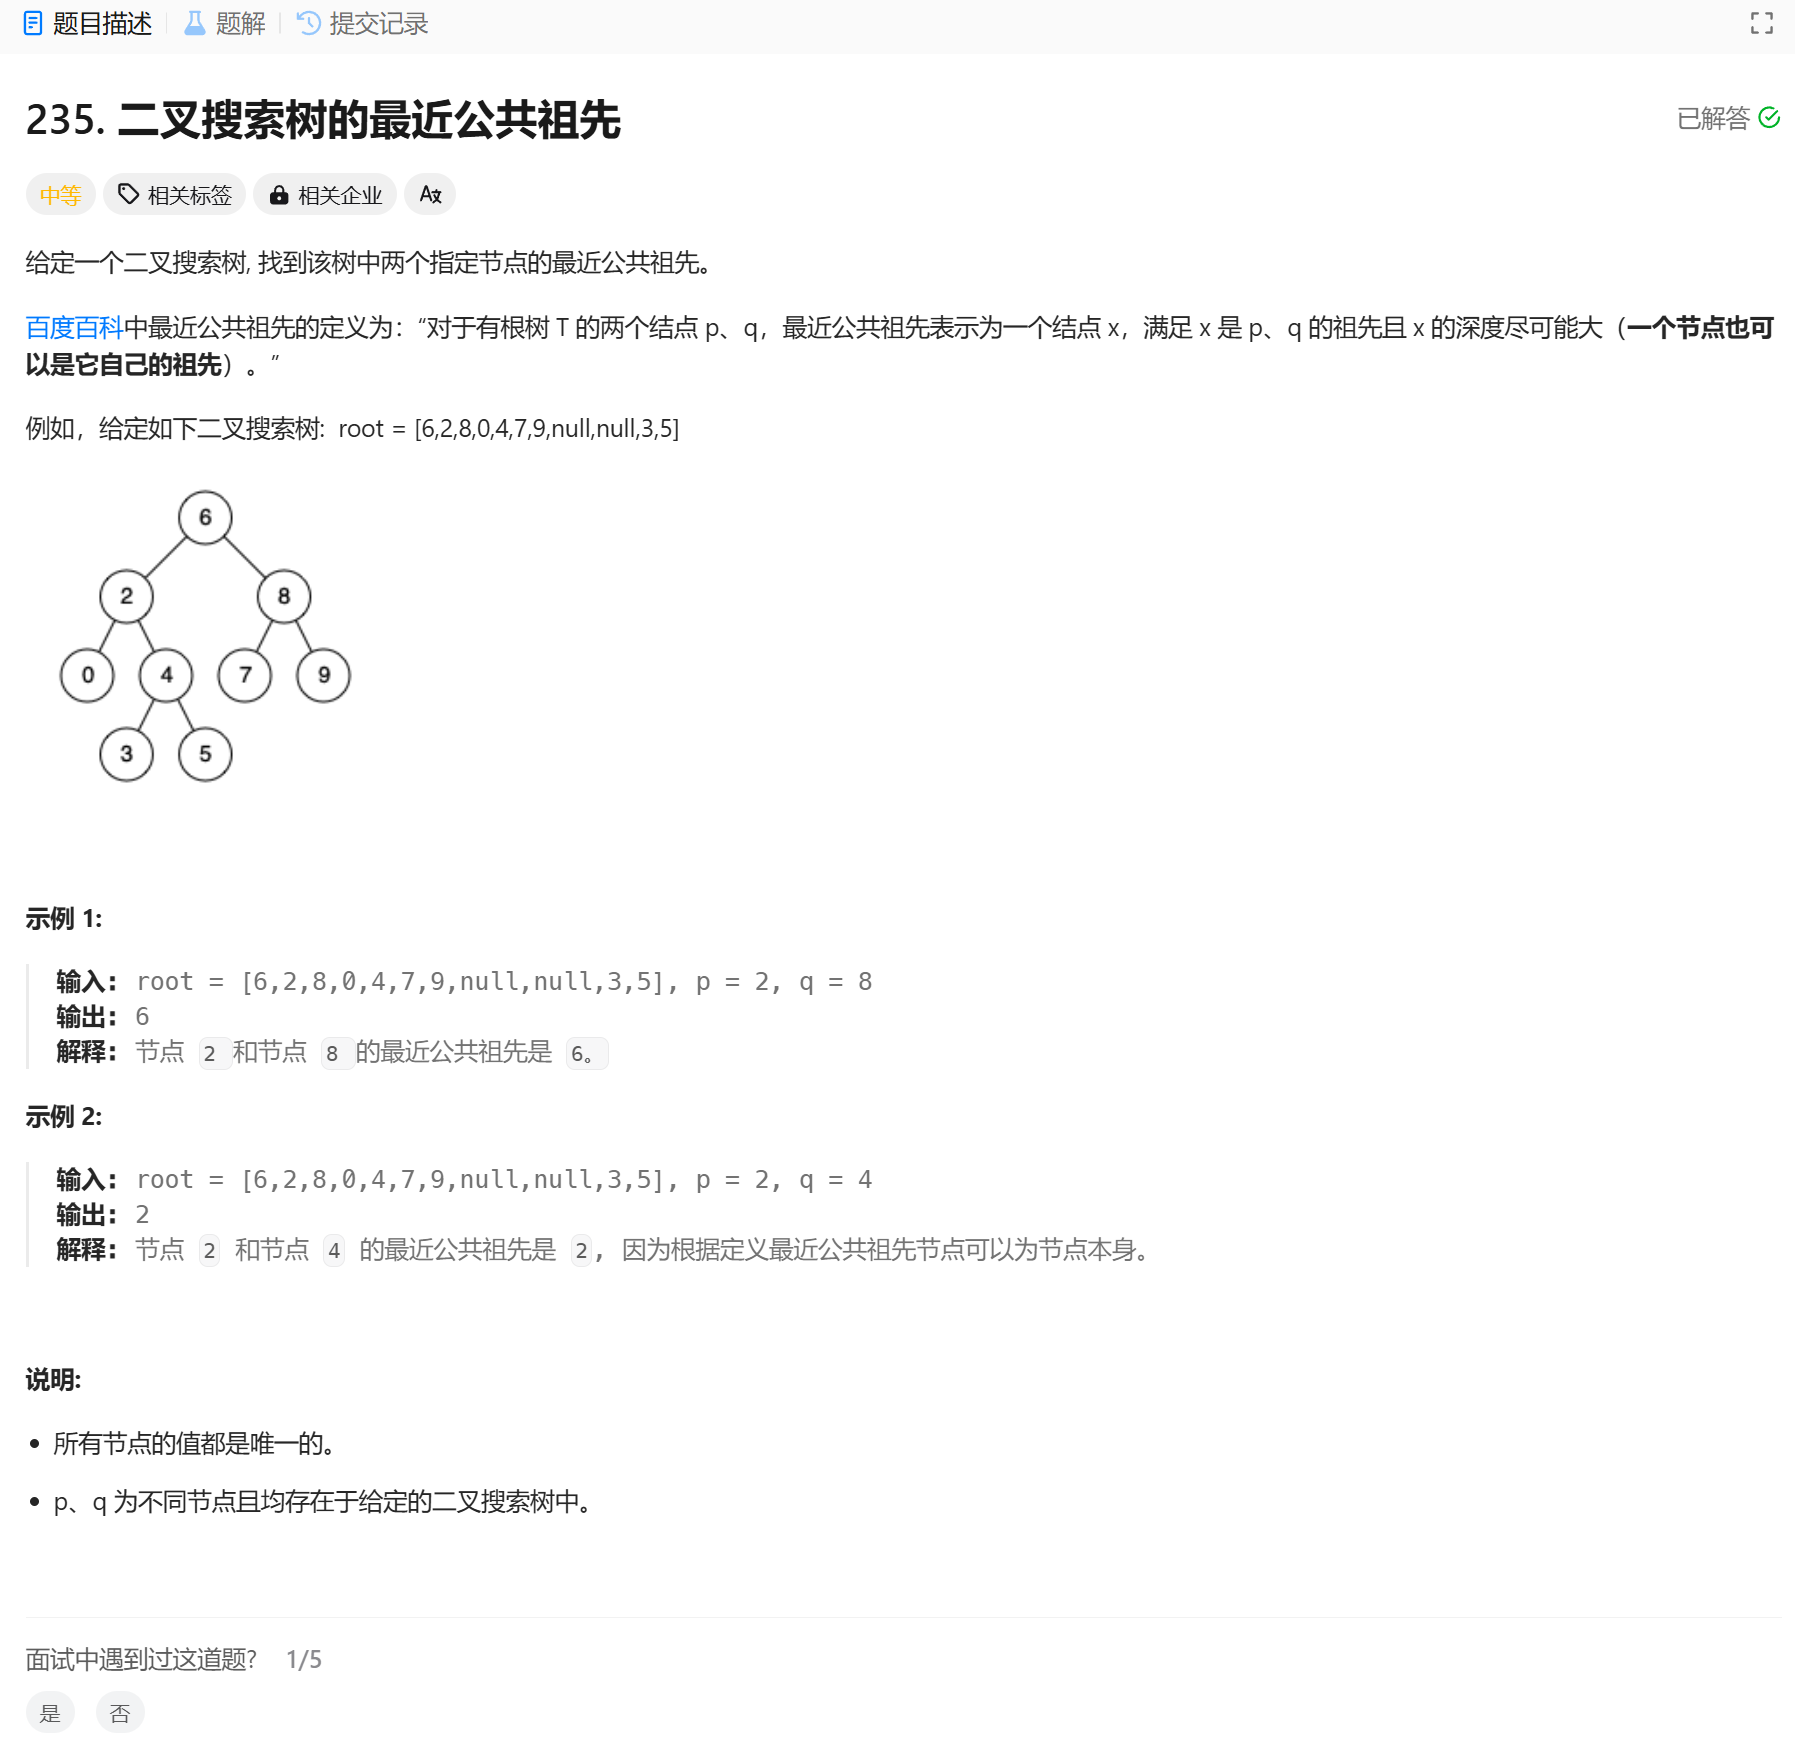 题目描述 题解 提交记录
235. 二叉搜索树的最近公共祖先
已解答
中等 相关标签 相关企业 A文
给定一个二叉搜索树, 找到该树中两个指定节点的最近公共祖先。
百度百科中最近公共祖先的定义为：“对于有根树 T 的两个结点 p、q，最近公共祖先表示为一个结点 x，满足 x 是 p、q 的祖先且 x 的深度尽可能大（一个节点也可
以是它自己的祖先）。”
例如，给定如下二叉搜索树:  root = [6,2,8,0,4,7,9,null,null,3,5]
6
2 8
0 4 7 9
3 5
示例 1:
输入: root = [6,2,8,0,4,7,9,null,null,3,5], p = 2, q = 8
输出: 6
解释: 节点 2 和节点 8 的最近公共祖先是 6。
示例 2:
输入: root = [6,2,8,0,4,7,9,null,null,3,5], p = 2, q = 4
输出: 2
解释: 节点 2 和节点 4 的最近公共祖先是 2, 因为根据定义最近公共祖先节点可以为节点本身。
说明:
• 所有节点的值都是唯一的。
• p、q 为不同节点且均存在于给定的二叉搜索树中。
面试中遇到过这道题? 1/5
是 否